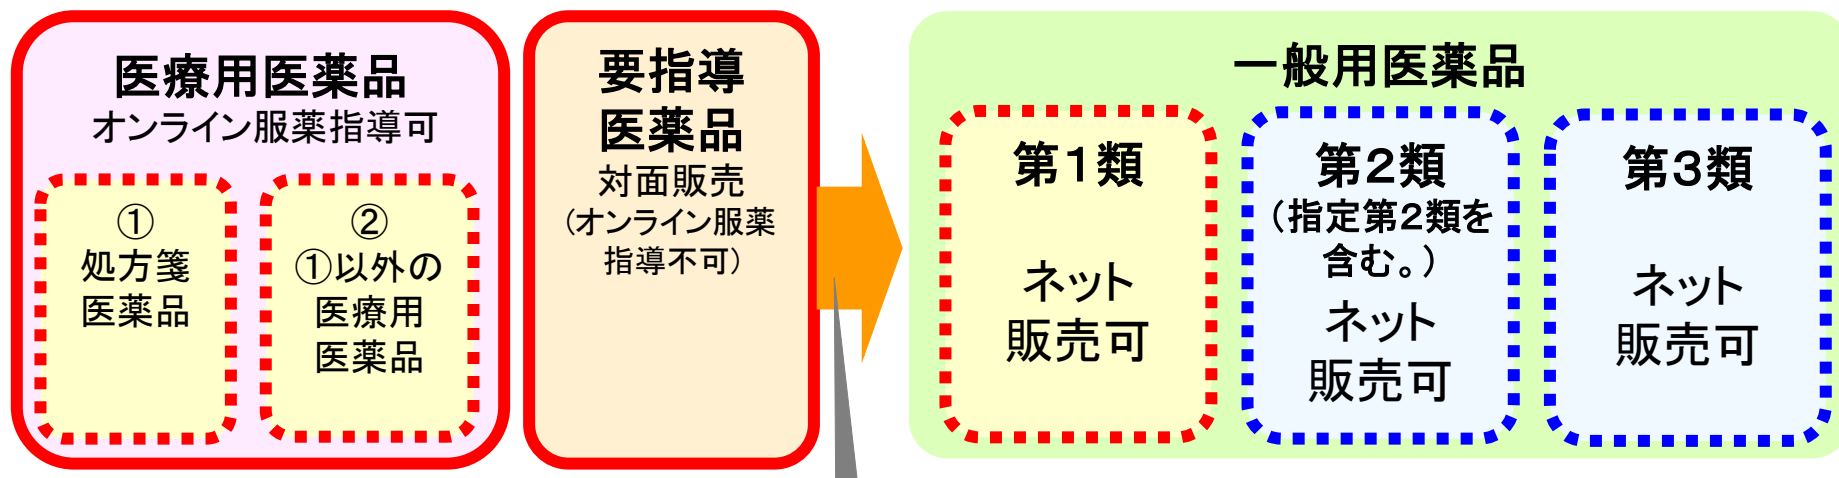 医療用医薬品
オンライン服薬指導可
①
処方箋
医薬品
②
①以外の
医療用
医薬品
要指導
医薬品
対面販売
(オンライン服薬
指導不可)
一般用医薬品
第1類
ネット
販売可
第2類
(指定第2類を
含む。)
ネット
販売可
第3類
ネット
販売可